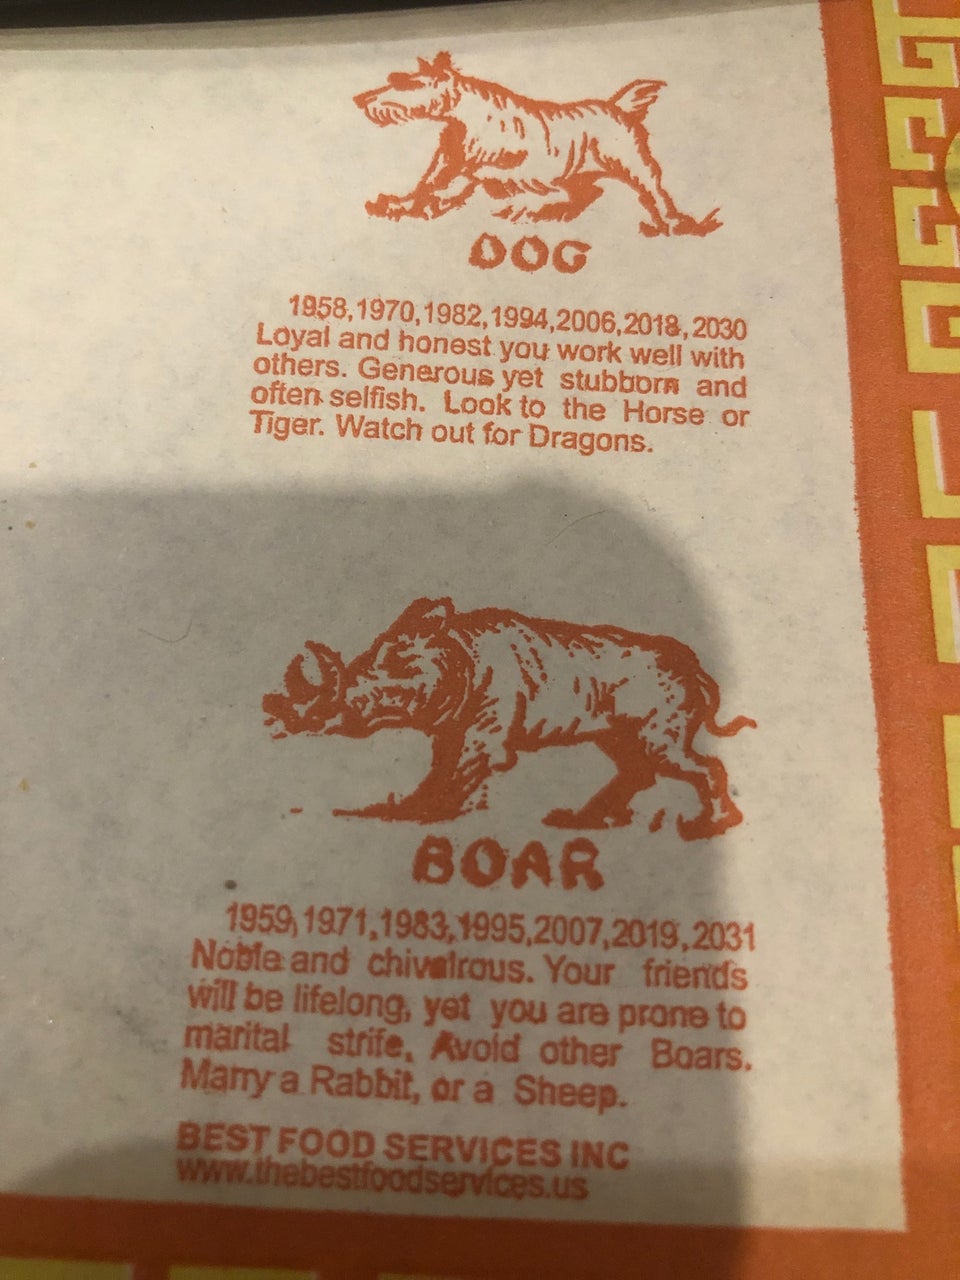 DOG
1958,1970,1982,1994,2006,2018,2030
Loyal and honest you work well with
others. Generous yet stubborn and
often selfish. Look to the Horse or
Tiger. Watch out for Dragons.
BOAR
1959,1971,1983,1995,2007,2019,2031
Noble and chivalrous. Your friends
will be lifelong, yet you are prone to
marital strife. Avoid other Boars.
Marry a Rabbit, or a Sheep.
BEST FOOD SERVICES INC
www.thebestfoodservices.us